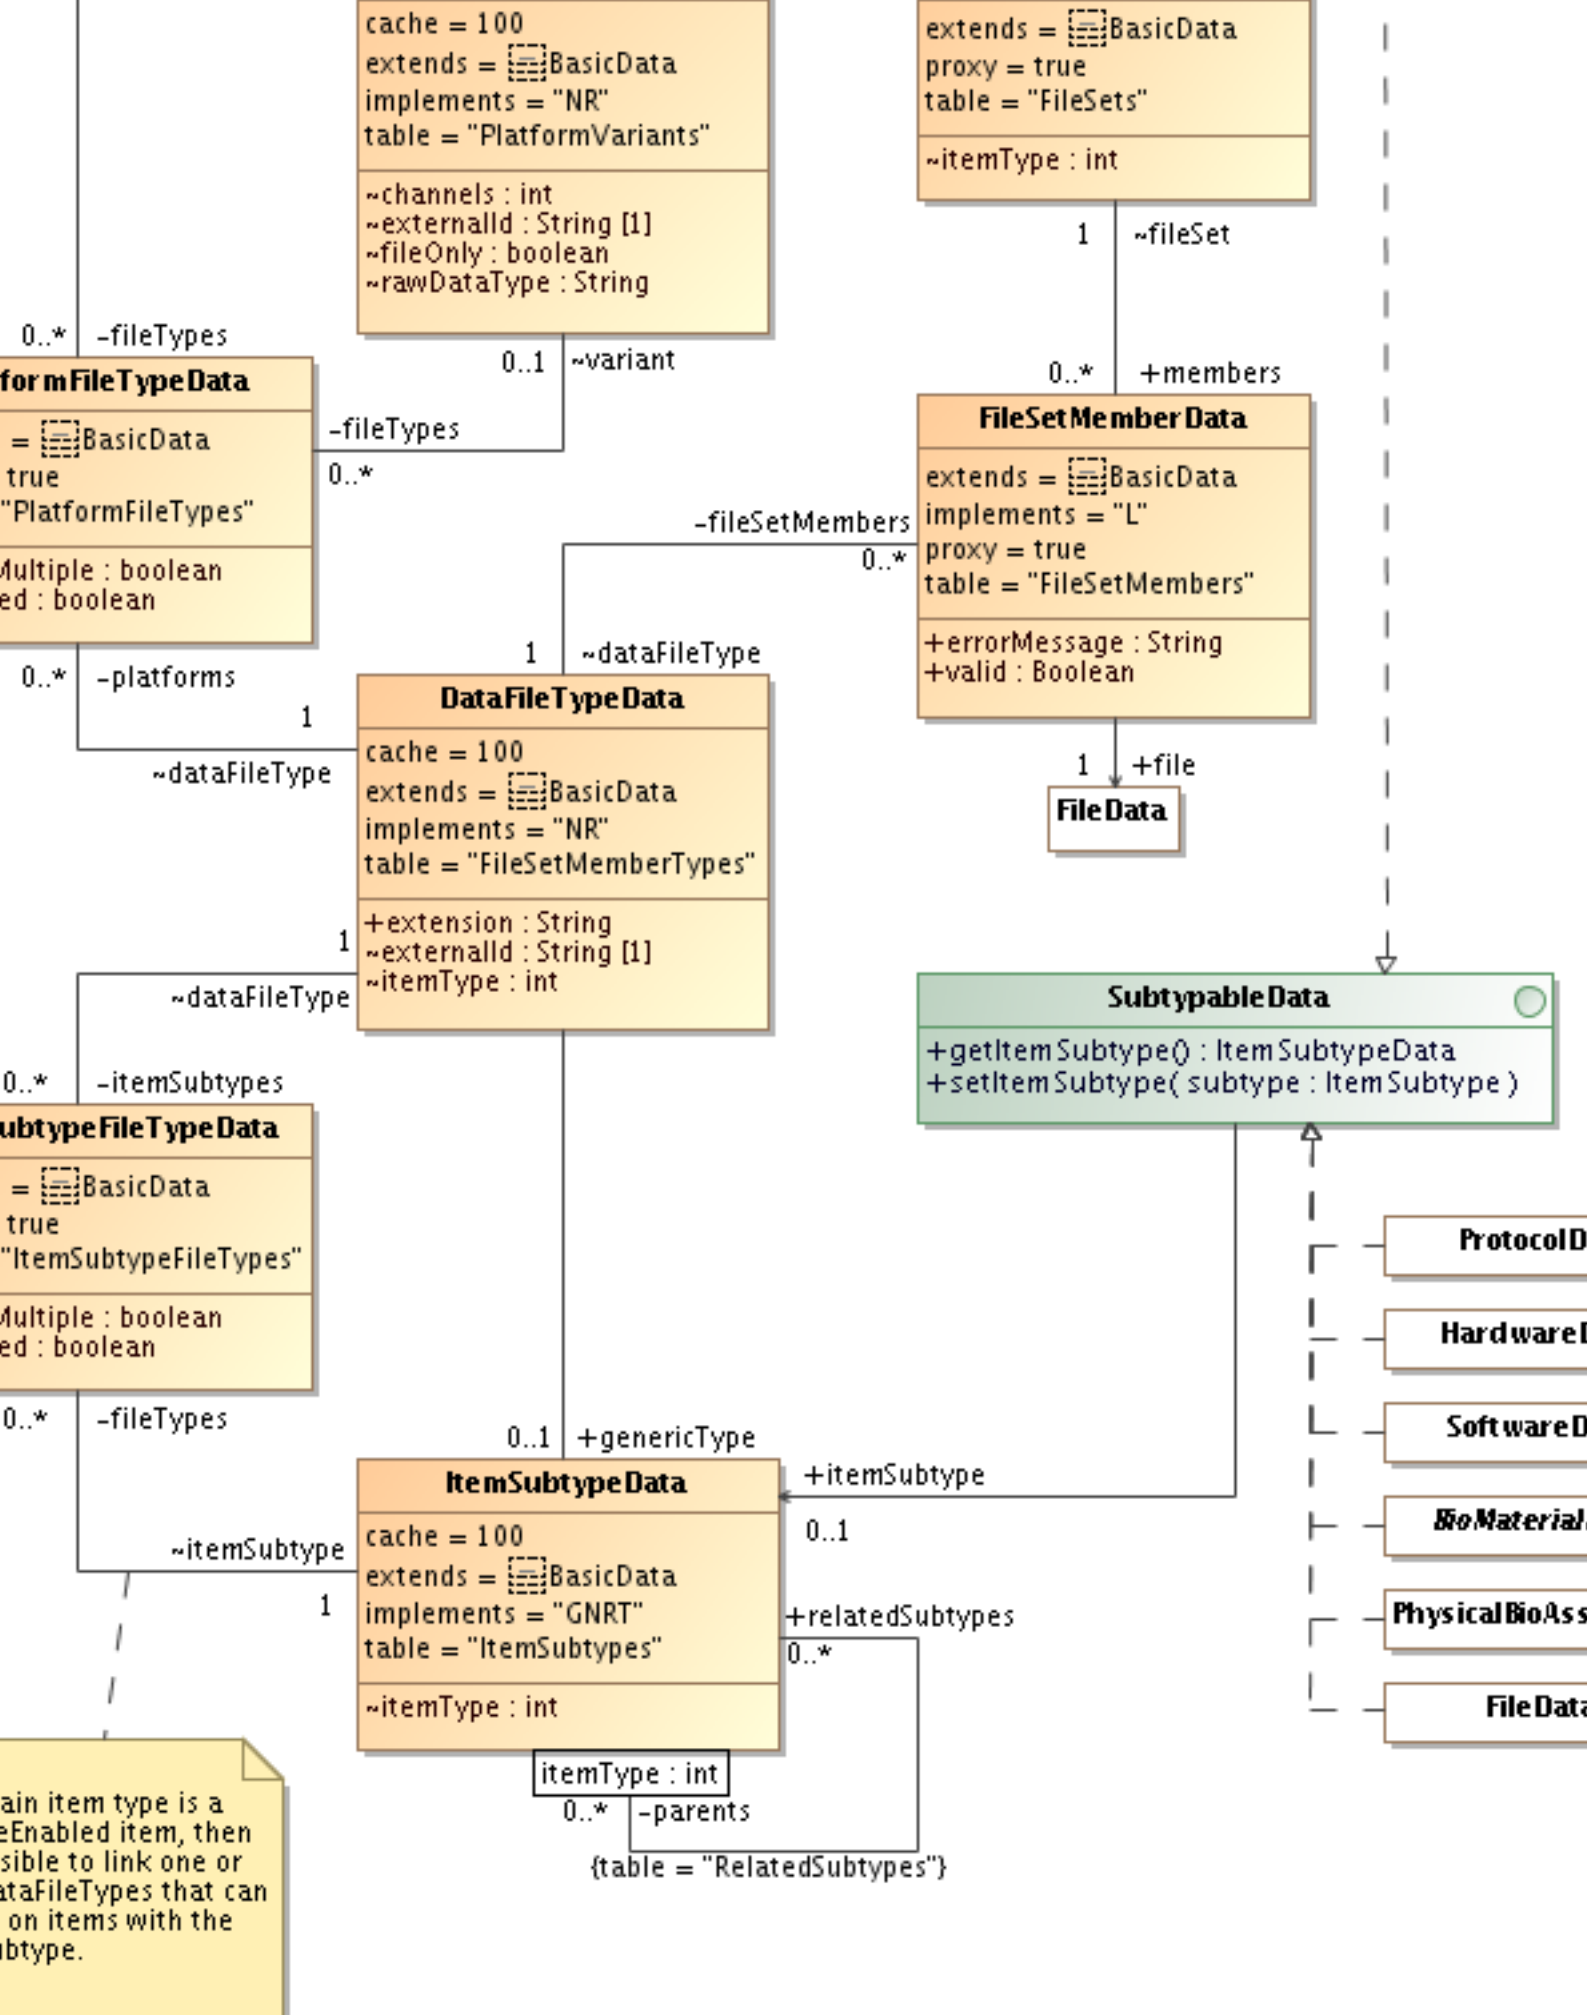 cache = 100
extends = BasicData
implements = "NR"
table = "PlatformVariants"
~channels : int
~externalId : String [1]
~fileOnly : boolean
~rawDataType : String
extends = BasicData
proxy = true
table = "FileSets"
~itemType : int
1 ~fileSet
0..* -fileTypes
0..1 ~variant
0..* +members
formFileTypeData
= BasicData
true
"PlatformFileTypes"
Multiple : boolean
ed : boolean
-fileTypes
0..*
FileSetMemberData
extends = BasicData
implements = "L"
proxy = true
table = "FileSetMembers"
+errorMessage : String
+valid : Boolean
-fileSetMembers
0..*
1 ~dataFileType
0..* -platforms
1
~dataFileType
DataFileTypeData
cache = 100
extends = BasicData
implements = "NR"
table = "FileSetMemberTypes"
+extension : String
~externalId : String [1]
~itemType : int
1 +file
FileData
1
~dataFileType
0..* -itemSubtypes
SubtypableData
+getItemSubtype() : ItemSubtypeData
+setItemSubtype( subtype : ItemSubtype )
ubtypeFileTypeData
= BasicData
true
"ItemSubtypeFileTypes"
Multiple : boolean
ed : boolean
0..* -fileTypes
0..1 +genericType
ProtocolD
HardwareD
SoftwareD
BioMaterial
PhysicalBioAss
FileData
ItemSubtypeData
cache = 100
extends = BasicData
implements = "GNRT"
table = "ItemSubtypes"
~itemType : int
+itemSubtype
0..1
~itemSubtype
1
+relatedSubtypes
0..*
itemType : int
0..* -parents
{table = "RelatedSubtypes"}
ain item type is a
eEnabled item, then
sible to link one or
ataFileTypes that can
on items with the
ubtype.